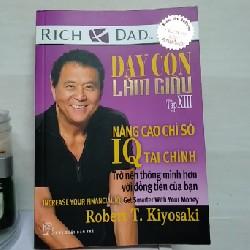 RICH DAD.
DẠY CON
LÀM GIÀU
Tập XIII
NÂNG CAO CHỈ SỐ
IQ TÀI CHÍNH
Trở nên thông minh hơn
với đồng tiền của bạn
INCREASE YOUR FINANCIAL IQ Get Smarter With Your Money
Robert T. Kiyosaki